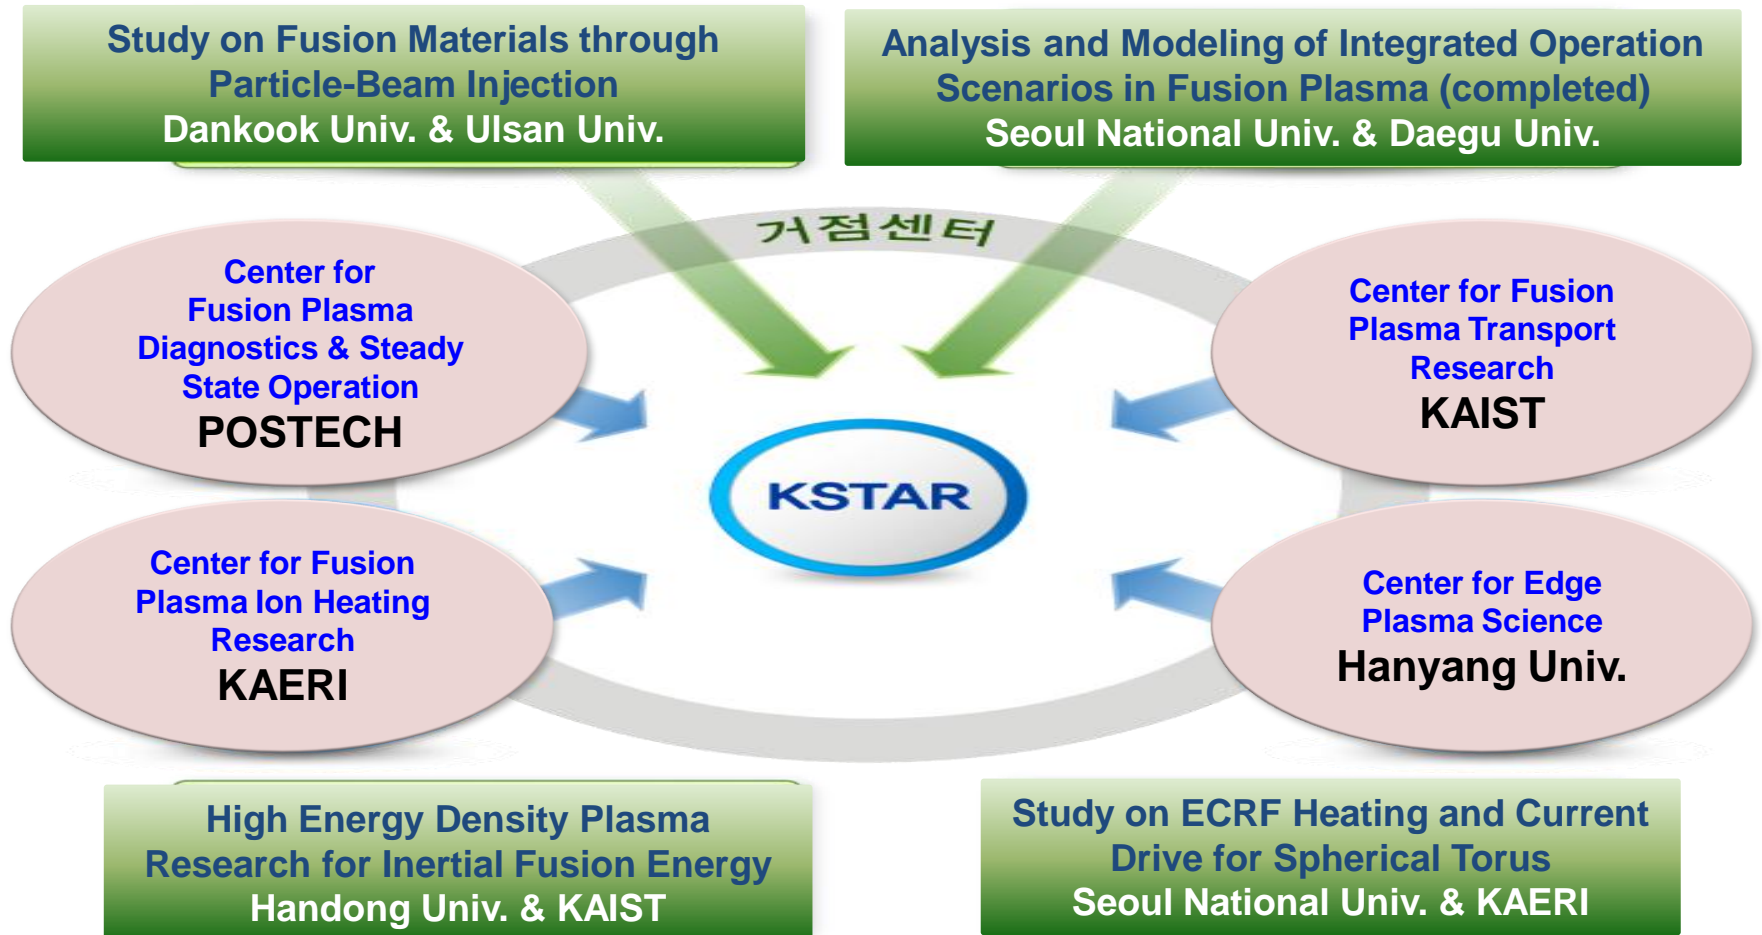 Study on Fusion Materials through
Particle-Beam Injection
Dankook Univ. & Ulsan Univ.
Analysis and Modeling of Integrated Operation
Scenarios in Fusion Plasma (completed)
Seoul National Univ. & Daegu Univ.
거점센터
Center for
Fusion Plasma
Diagnostics & Steady
State Operation
POSTECH
Center for Fusion
Plasma Transport
Research
KAIST
KSTAR
Center for Fusion
Plasma Ion Heating
Research
KAERI
Center for Edge
Plasma Science
Hanyang Univ.
High Energy Density Plasma
Research for Inertial Fusion Energy
Handong Univ. & KAIST
Study on ECRF Heating and Current
Drive for Spherical Torus
Seoul National Univ. & KAERI